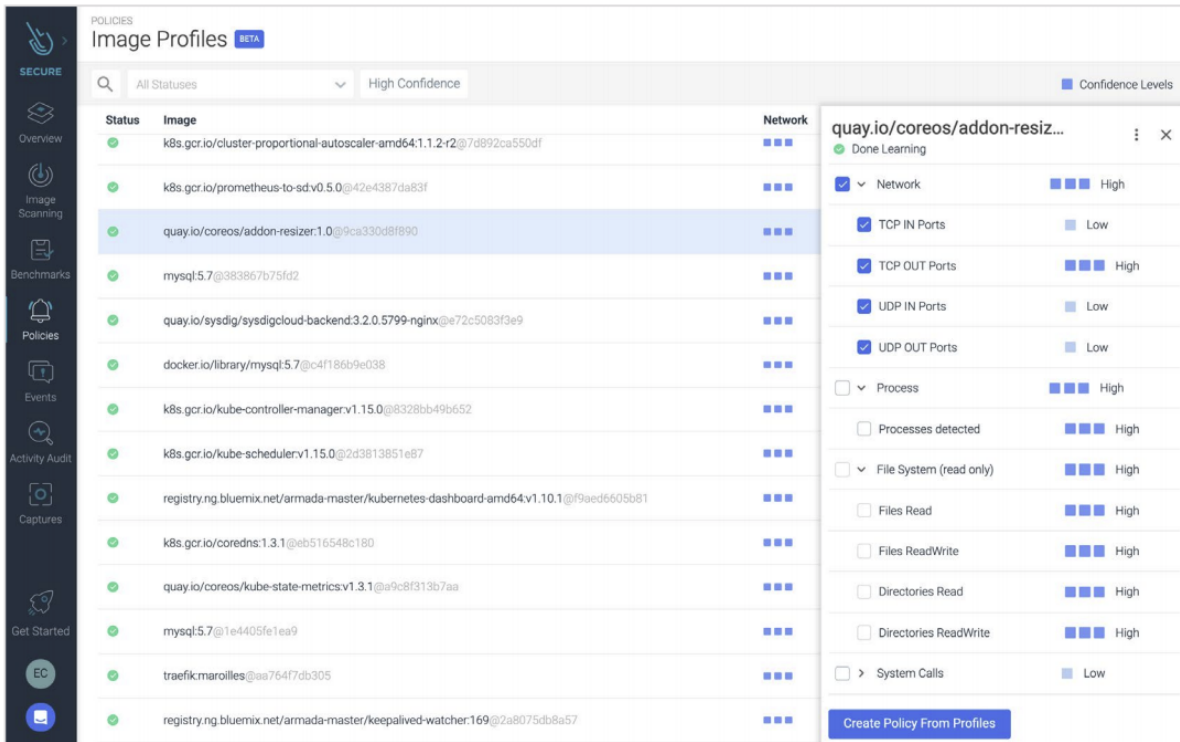 SECURE
Overview
Image
Scanning
Benchmarks
Policies
Events
Activity Audit
Captures
Get Started
EC
POLICIES
Image Profiles BETA
All Statuses
High Confidence
Confidence Levels
Status Image Network
k8s.gcr.io/cluster-proportional-autoscaler-amd64:1.1.2-r2@7d892ca550df
k8s.gcr.io/prometheus-to-sd:v0.5.0@42e4387da83f
quay.io/coreos/addon-resizer:1.0@9ca330d8f890
mysql:5.7@383867b75fd2
quay.io/sysdig/sysdigcloud-backend:3.2.0.5799-nginx@e72c5083f3e9
docker.io/library/mysql:5.7@c4f186b9e038
k8s.gcr.io/kube-controller-manager:v1.15.0@8328bb49b652
k8s.gcr.io/kube-scheduler:v1.15.0@2d3813851e87
registry.ng.bluemix.net/armada-master/kubernetes-dashboard-amd64:v1.10.1@f9aed6605b81
k8s.gcr.io/coredns:1.3.1@eb516548c180
quay.io/coreos/kube-state-metrics:v1.3.1@a9c8f313b7aa
mysql:5.7@1e4405fe1ea9
traefik:maroilles@aa764f7db305
registry.ng.bluemix.net/armada-master/keepalived-watcher:169@2a8075db8a57
quay.io/coreos/addon-resiz...
Done Learning
Network High
TCP IN Ports Low
TCP OUT Ports High
UDP IN Ports Low
UDP OUT Ports Low
Process High
Processes detected High
File System (read only) High
Files Read High
Files ReadWrite High
Directories Read High
Directories ReadWrite High
System Calls Low
Create Policy From Profiles